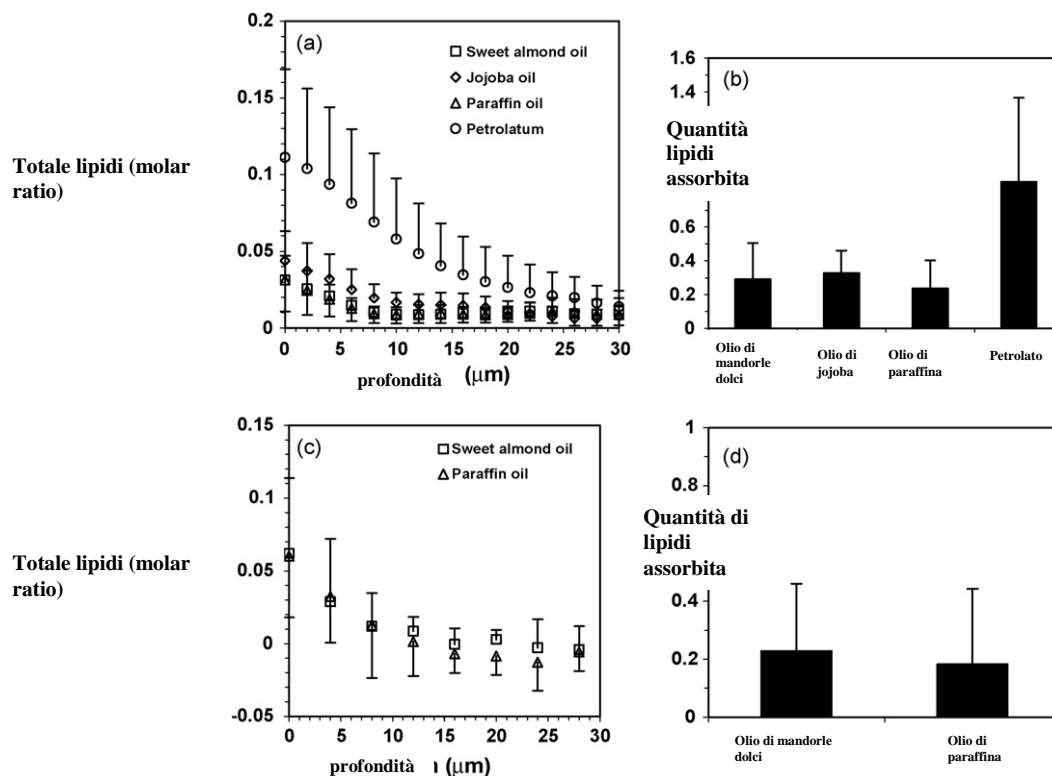 Totale lipidi (molar
ratio)
0.2
0.15
0.1
0.05
0
(a)
Sweet almond oil
Jojoba oil
Paraffin oil
Petrolatum
0
5
10
15
20
25
30
profondità (μm)
(b)
1.6
1.4
Quantità
lipidi
assorbita
0.6
0.4
0.2
0
Olio di
mandorle
dolci
Olio di
jojoba
Olio di
paraffina
Petrolato
Totale lipidi (molar
ratio)
0.15
0.1
0.05
0
-0.05
(c)
Sweet almond oil
Paraffin oil
0
5
10
15
20
25
30
profondità (μm)
(d)
1
0.8
Quantità di
lipidi
assorbita
0.4
0.2
0
Olio di mandorle
dolci
Olio di
paraffina